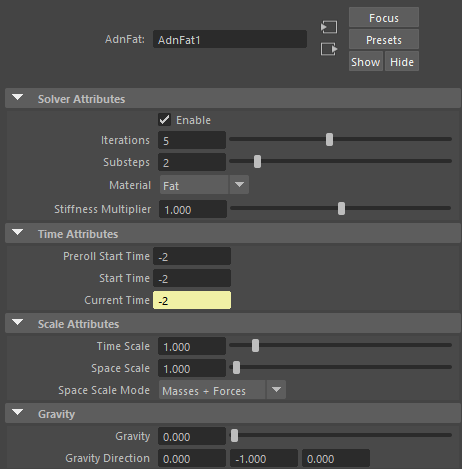 Focus
AdnFat: AdnFat1
Presets
Show Hide
Solver Attributes
Enable
Iterations 5
Substeps 2
Material Fat
Stiffness Multiplier 1.000
Time Attributes
Preroll Start Time -2
Start Time -2
Current Time -2
Scale Attributes
Time Scale 1.000
Space Scale 1.000
Space Scale Mode Masses + Forces
Gravity
Gravity 0.000
Gravity Direction 0.000 -1.000 0.000